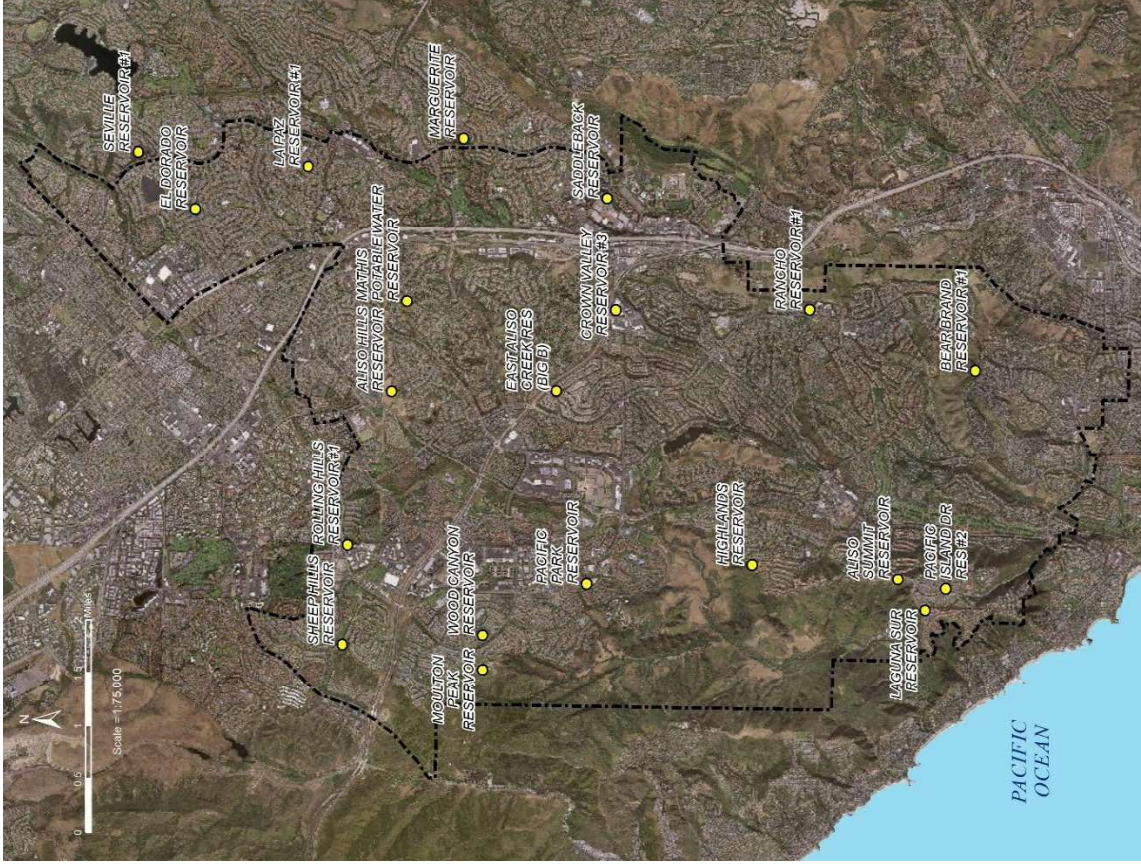 N
0 0.5 1 1.5 2
Miles
Scale = 1:75,000
SEVILLE
RESERVOIR #1
EL DORADO
RESERVOIR
LA PAZ
RESERVOIR #1
MARGUERITE
RESERVOIR
MATHIS
POTABLE WATER
RESERVOIR
ALISO HILLS
RESERVOIR
SADDLEBACK
RESERVOIR
ROLLING HILLS
RESERVOIR #1
SHEEP HILLS
RESERVOIR
EAST ALISO
CREEK RES
(BIG B)
CROWN VALLEY
RESERVOIR #3
WOOD CANYON
RESERVOIR
MOULTON
PEAK
RESERVOIR
PACIFIC
PARK
RESERVOIR
RANCHO
RESERVOIR #1
HIGHLANDS
RESERVOIR
BEAR BRAND
RESERVOIR #1
ALISO
SUMMIT
RESERVOIR
PACIFIC
ISLAND DR
RES #2
LAGUNA SUR
RESERVOIR
PACIFIC
OCEAN